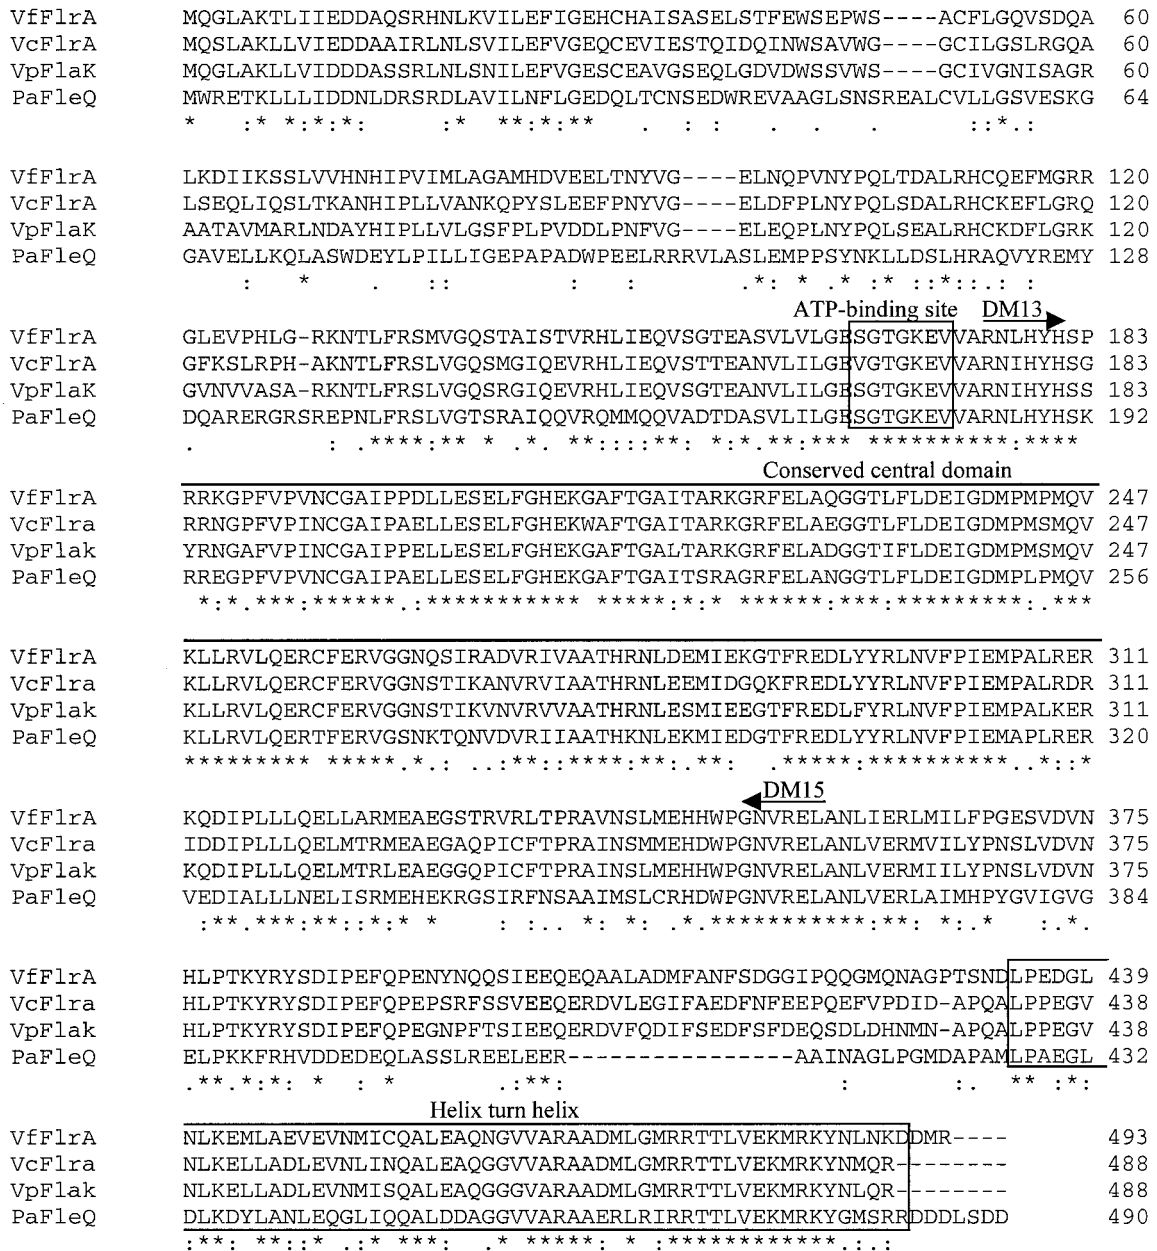 VfFlrA MQGLAKTLIIEDDAQSRHNLKVILEFIGEHCHAISASELSTFEWSEPWS----ACFLGQVSDQA 60
VcFlrA MQSLAKLLVIEDDAAIRLNLSVILEFVGEQCEVIESTQIDQINWSAVWG----GCILGSLRGQA 60
VpFlaK MQGLAKLLVIDDDASSRLNLSNILEFVGESCEAVGSEQLGDVDWSSVWS----GCIVGNISAGR 60
PaFleQ MWRETKLLLIDDNLDRSRDLAVILNFLGEDQLTCNSEDWREVAAGLSNSREALCVLLGSVESKG 64
* :* *:*:*: :* **:*:** . : : . . . ::*.:
VfFlrA LKDIIKSSLVVHNHIPVIMLAGAMHDVEELTNYVG----ELNQPVNYPQLTDALRHCQEFMGRR 120
VcFlrA LSEQLIQSLTKANHIPLLVANKQPYSLEEFPNYVG----ELDFPLNYPQLSDALRHCKEFLGRQ 120
VpFlaK AATAVMARLNDAYHIPLLVLGSFPLPVDDLPNFVG----ELEQPLNYPQLSEALRHCKDFLGRK 120
PaFleQ GAVELLKQLASWDEYLPILLIGEPAPADWPEELRRRVLASLEMPPSYNKLLDSLHRAQVYREMY 128
: * . :: : : .*: * .* :* ::*::.: :
ATP-binding site DM13
VfFlrA GLEVPHLG-RKNTLFRSMVGQSTAISTVRHLIEQVSGTEASVLVLGESGTGKEVVARNLHYHSP 183
VcFlrA GFKSLRPH-AKNTLFRSLVGQSMGIQEVRHLIEQVSTTEANVLILGEVGTGKEVVARNIHYHSG 183
VpFlaK GVNVVASA-RKNTLFRSLVGQSRGIQEVRHLIEQVSGTEANVLILGESGTGKEVVARNIHYHSS 183
PaFleQ DQARERGRSREPNLFRSLVGTSRAIQQVRQMMQQVADTDASVLILGESGTGKEVVARNLHYHSK 192
. : .****:** * .*. **::::**: *:*.**:*** **********:****
Conserved central domain
VfFlrA RRKGPFVPVNCGAIPPDLLESELFGHEKGAFTGAITARKGRFELAQGGTLFLDEIGDMPMPMQV 247
VcFlra RRNGPFVPINCGAIPAELLESELFGHEKWAFTGAITARKGRFELAEGGTLFLDEIGDMPMSMQV 247
VpFlak YRNGAFVPINCGAIPPELLESELFGHEKGAFTGALTARKGRFELADGGTIFLDEIGDMPMSMQV 247
PaFleQ RREGPFVPVNCGAIPAELLESELFGHEKGAFTGAITSRAGRFELANGGTLFLDEIGDMPLPMQV 256
*:*.***:******.:*********** *****:*:* ******:***:*********:.***
VfFlrA KLLRVLQERCFERVGGNQSIRADVRIVAATHRNLDEMIEKGTFREDLYYRLNVFPIEMPALRER 311
VcFlra KLLRVLQERCFERVGGNSTIKANVRVIAATHRNLEEMIDGQKFREDLYYRLNVFPIEMPALRDR 311
VpFlak KLLRVLQERCFERVGGNSTIKVNVRVVAATHRNLESMIEEGTFREDLFYRLNVFPIEMPALKER 311
PaFleQ KLLRVLQERTFERVGSNKTQNVDVRIIAATHKNLEKMIEDGTFREDLYYRLNVFPIEMAPLRER 320
********* *****.*.: ..:**::****:**:.**: .*****:**********..*::*
DM15
VfFlrA KQDIPLLLQELLARMEAEGSTRVRLTPRAVNSLMEHHWPGNVRELANLIERLMILFPGESVDVN 375
VcFlra IDDIPLLLQELMTRMEAEGAQPICFTPRAINSMMEHDWPGNVRELANLVERMVILYPNSLVDVN 375
VpFlak KQDIPLLLQELMTRLEAEGGQPICFTPRAINSLMEHHWPGNVRELANLVERMIILYPNSLVDVN 375
PaFleQ VEDIALLLNELISRMEHEKRGSIRFNSAAIMSLCRHDWPGNVRELANLVERLAIMHPYGVIGVG 384
:**.***:**::*:* * : :.. *: *: .*.***********:**: *:.* :.*.
VfFlrA HLPTKYRYSDIPEFQPENYNQQSIEEQEQAALADMFANFSDGGIPQQGMQNAGPTSNDLPEDGL 439
VcFlra HLPTKYRYSDIPEFQPEPSRFSSVEEQERDVLEGIFAEDFNFEEPQEFVPDID-APQALPPEGV 438
VpFlak HLPTKYRYSDIPEFQPEGNPFTSIEEQERDVFQDIFSEDFSFDEQSDLDHNMN-APQALPPEGV 438
PaFleQ ELPKKFRHVDDEDEQLASSLREELEER----------------AAINAGLPGMDAPAMLPAEGL 432
.**.*:*: * : * .:**: : :. ** :*:
Helix turn helix
VfFlrA NLKEMLAEVEVNMICQALEAQNGVVARAADMLGMRRTTLVEKMRKYNLNKDDMR---- 493
VcFlra NLKELLADLEVNLINQALEAQGGVVARAADMLGMRRTTLVEKMRKYNMQR-------- 488
VpFlak NLKELLADLEVNMISQALEAQGGGVARAADMLGMRRTTLVEKMRKYNLQR-------- 488
PaFleQ DLKDYLANLEQGLIQQALDDAGGVVARAAERLRIRRTTLVEKMRKYGMSRRDDDLSDD 490
:**: **::* .:* ***: .* *****: * :************.:.: